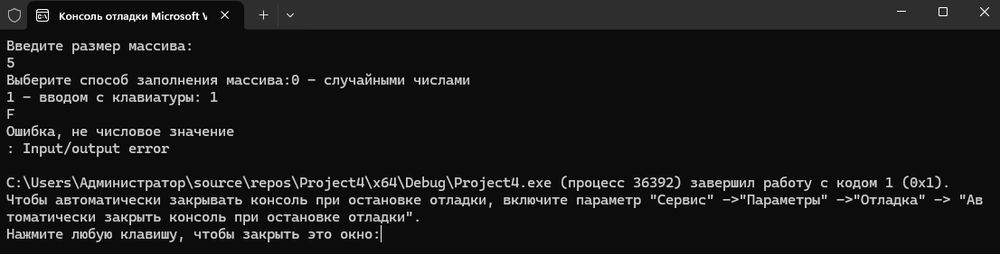 Консоль отладки Microsoft V
Введите размер массива:
5
Выберите способ заполнения массива:0 - случайными числами
1 - вводом с клавиатуры: 1
F
Ошибка, не числовое значение
: Input/output error
C:\Users\Администратор\source\repos\Project4\x64\Debug\Project4.exe (процесс 36392) завершил работу с кодом 1 (0x1).
Чтобы автоматически закрывать консоль при остановке отладки, включите параметр "Сервис" ->"Параметры" ->"Отладка" -> "Ав
томатически закрыть консоль при остановке отладки".
Нажмите любую клавишу, чтобы закрыть это окно: